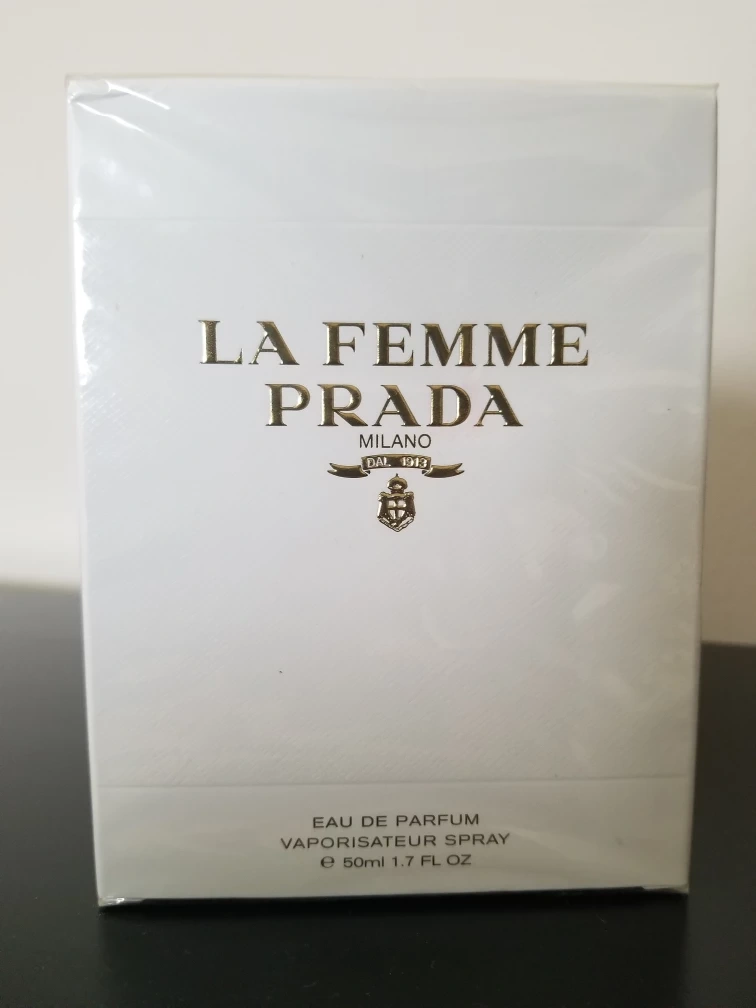 LA FEMME
PRADA
MILANO
DAL 1913
EAU DE PARFUM
VAPORISATEUR SPRAY
℮ 50ml 1.7 FL OZ